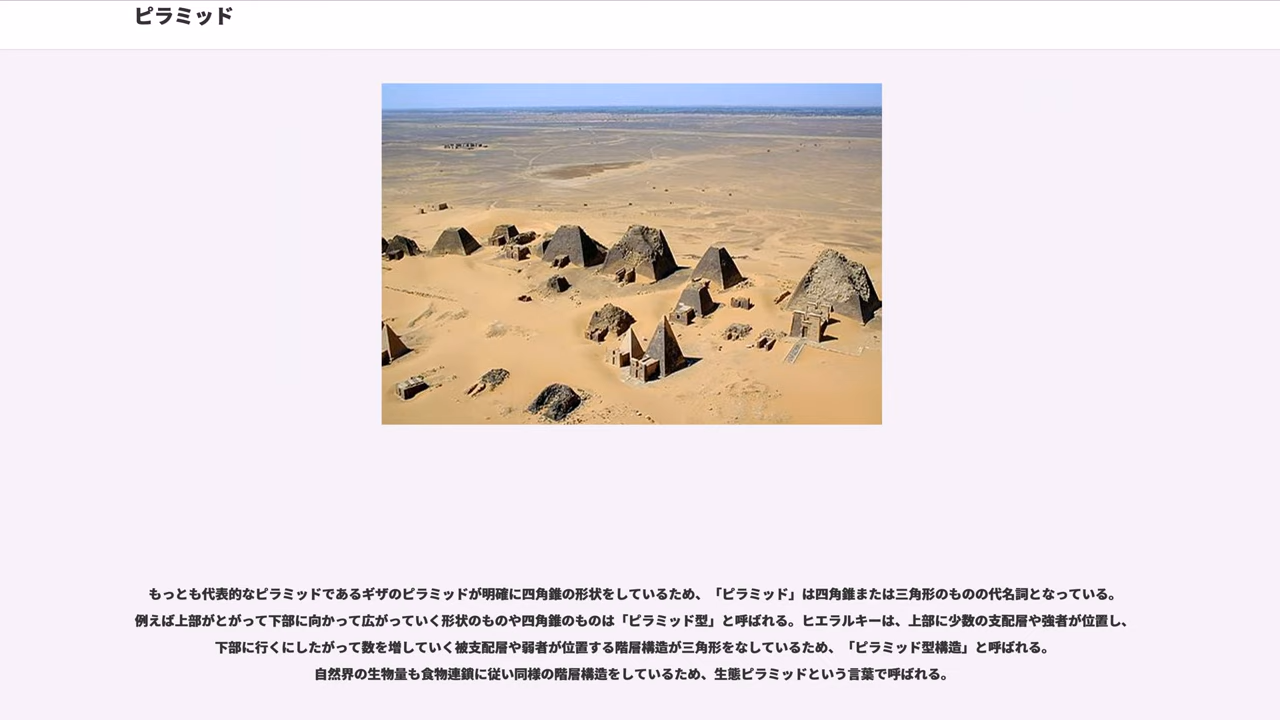 ピラミッド
もっとも代表的なピラミッドであるギザのピラミッドが明確に四角錐の形状をしているため、「ピラミッド」は四角錐または三角形のものの代名詞となっている。
例えば上部がとがって下部に向かって広がっていく形状のものや四角錐のものは「ピラミッド型」と呼ばれる。ヒエラルキーは、上部に少数の支配層や強者が位置し、
下部に行くにしたがって数を増していく被支配層や弱者が位置する階層構造が三角形をなしているため、「ピラミッド型構造」と呼ばれる。
自然界の生物量も食物連鎖に従い同様の階層構造をしているため、生態ピラミッドという言葉で呼ばれる。